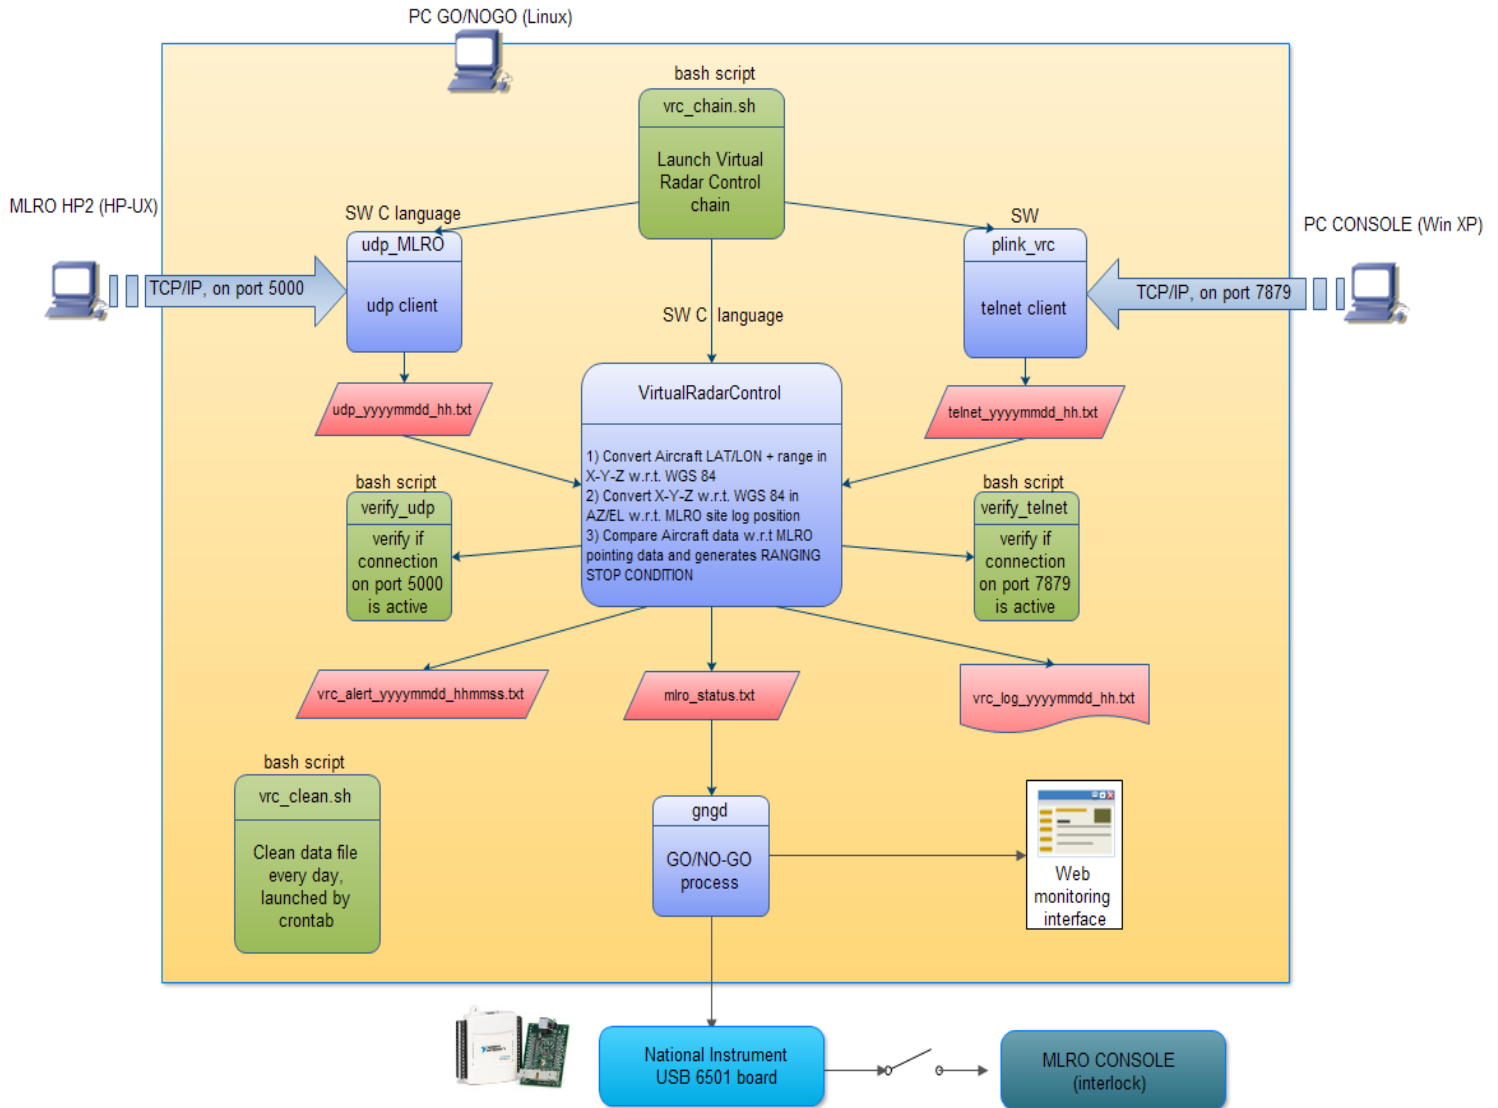 PC GO/NOGO (Linux)
bash script
vrc_chain.sh
Launch Virtual
Radar Control
chain
MLRO HP2 (HP-UX)
SW C language
udp_MLRO
udp client
TCP/IP, on port 5000
SW
plink_vrc
telnet client
PC CONSOLE (Win XP)
TCP/IP, on port 7879
SW C language
udp_yyyymmdd_hh.txt
VirtualRadarControl
1) Convert Aircraft LAT/LON + range in
X-Y-Z w.r.t. WGS 84
2) Convert X-Y-Z w.r.t. WGS 84 in
AZ/EL w.r.t. MLRO site log position
3) Compare Aircraft data w.r.t MLRO
pointing data and generates RANGING
STOP CONDITION
telnet_yyyymmdd_hh.txt
bash script
verify_udp
verify if
connection
on port 5000
is active
bash script
verify_telnet
verify if
connection
on port 7879
is active
vrc_alert_yyyymmdd_hhmmss.txt
mlro_status.txt
vrc_log_yyyymmdd_hh.txt
bash script
vrc_clean.sh
Clean data file
every day,
launched by
crontab
gngd
GO/NO-GO
process
Web
monitoring
interface
National Instrument
USB 6501 board
MLRO CONSOLE
(interlock)